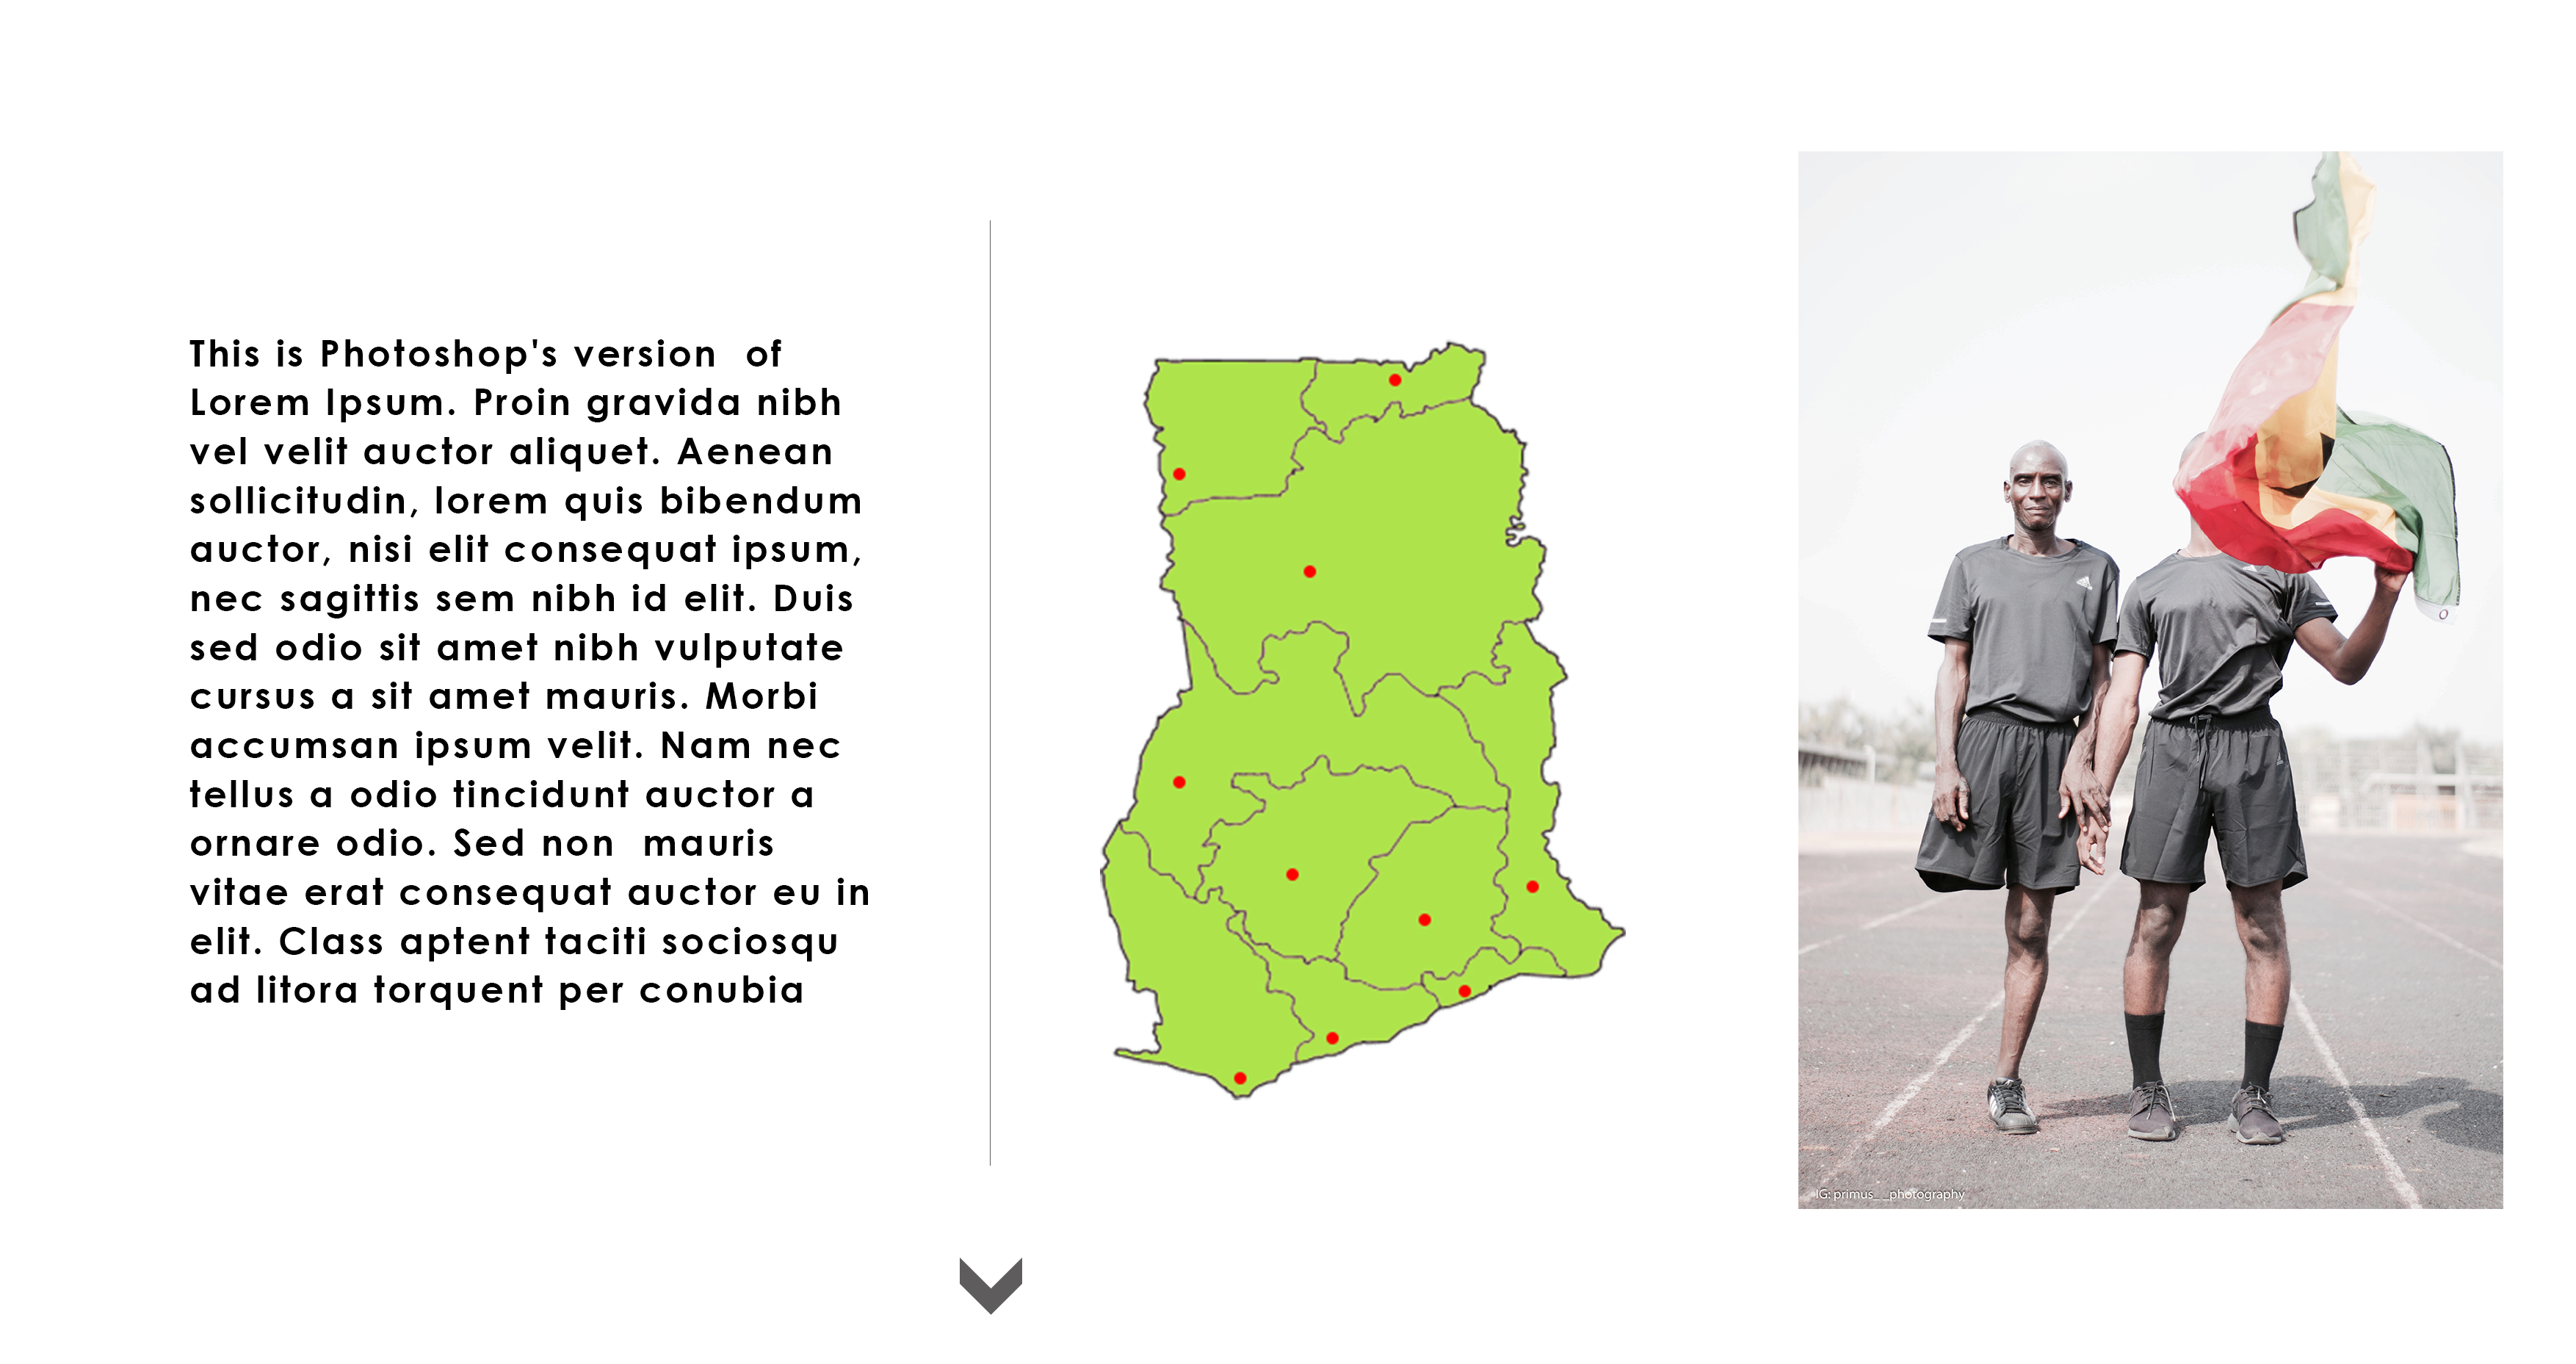 This is Photoshop's version  of
Lorem Ipsum. Proin gravida nibh
vel velit auctor aliquet. Aenean
sollicitudin, lorem quis bibendum
auctor, nisi elit consequat ipsum,
nec sagittis sem nibh id elit. Duis
sed odio sit amet nibh vulputate
cursus a sit amet mauris. Morbi
accumsan ipsum velit. Nam nec
tellus a odio tincidunt auctor a
ornare odio. Sed non  mauris
vitae erat consequat auctor eu in
elit. Class aptent taciti sociosqu
ad litora torquent per conubia
IG: primus__photography